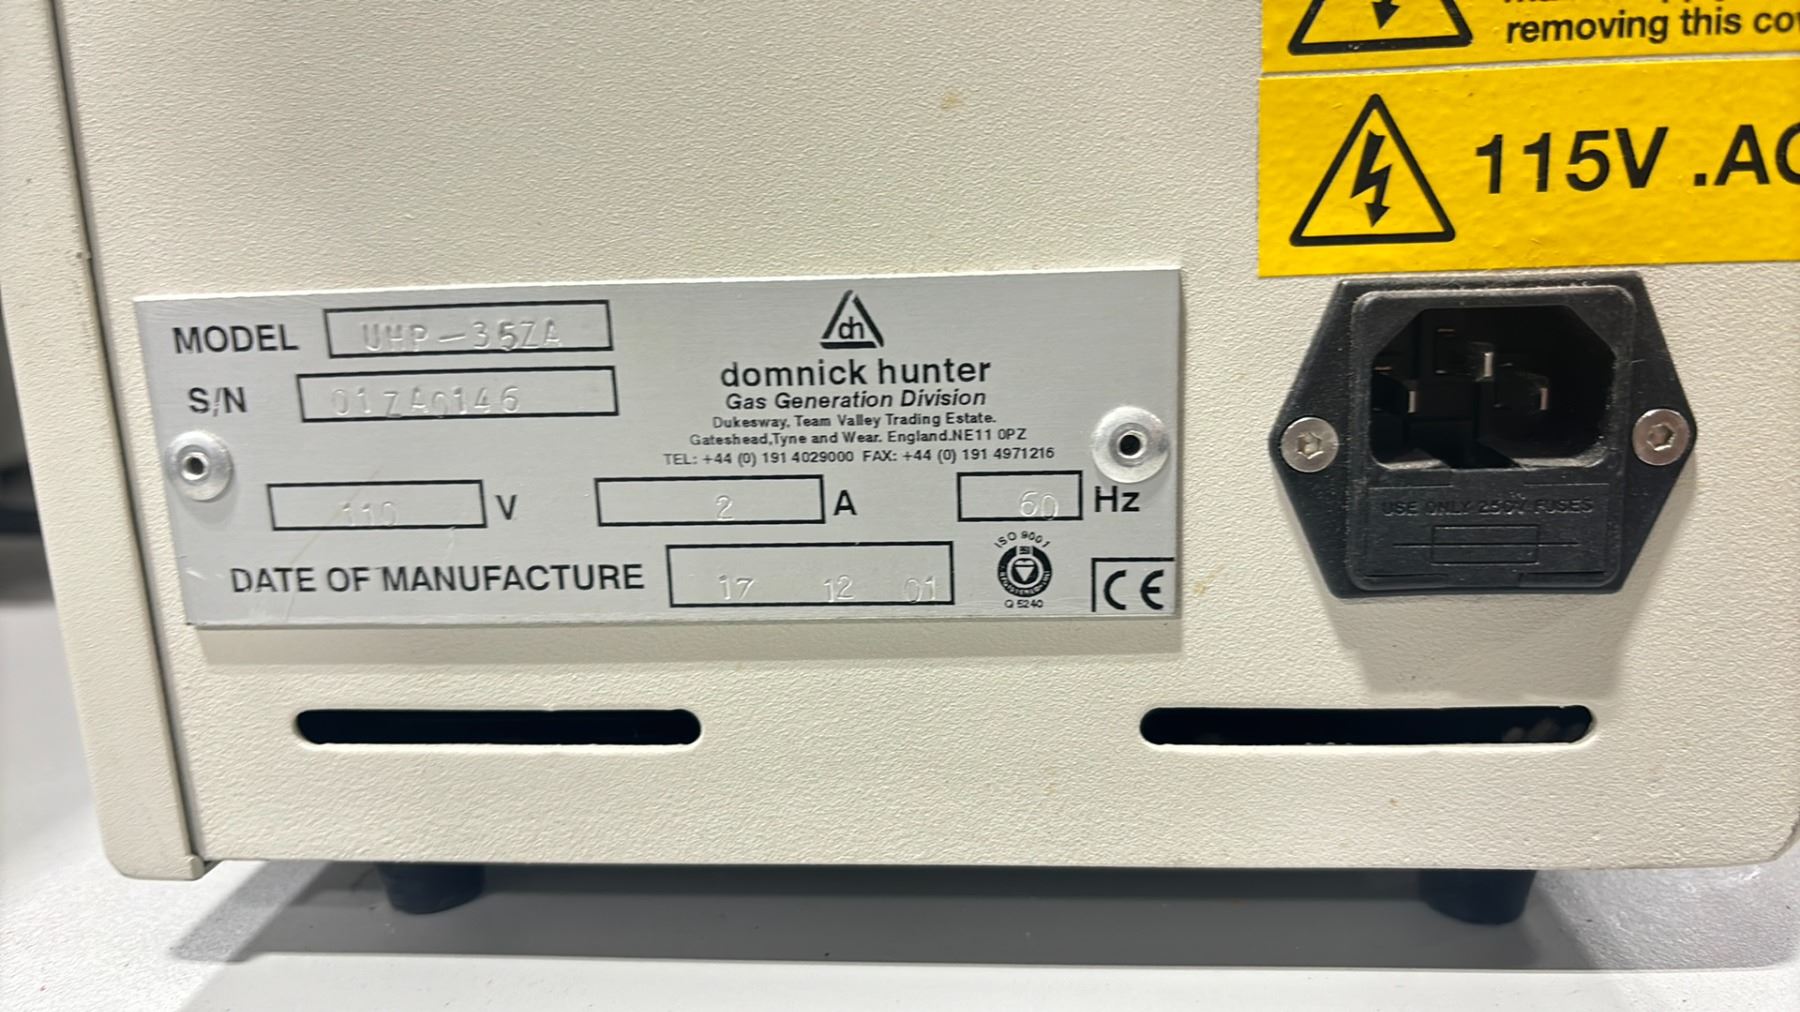 removing this
115V .AC
MODEL UHP-35ZA
S/N 01ZA0146
dh
domnick hunter
Gas Generation Division
Dukesway, Team Valley Trading Estate.
Gateshead,Tyne and Wear. England.NE11 0PZ
TEL: +44 (0) 191 4029000 FAX: +44 (0) 191 4971216
110 V 2 A 60 Hz
DATE OF MANUFACTURE 17 12 01
ISO 9001
Q 5240
CE
USE ONLY 250V FUSES